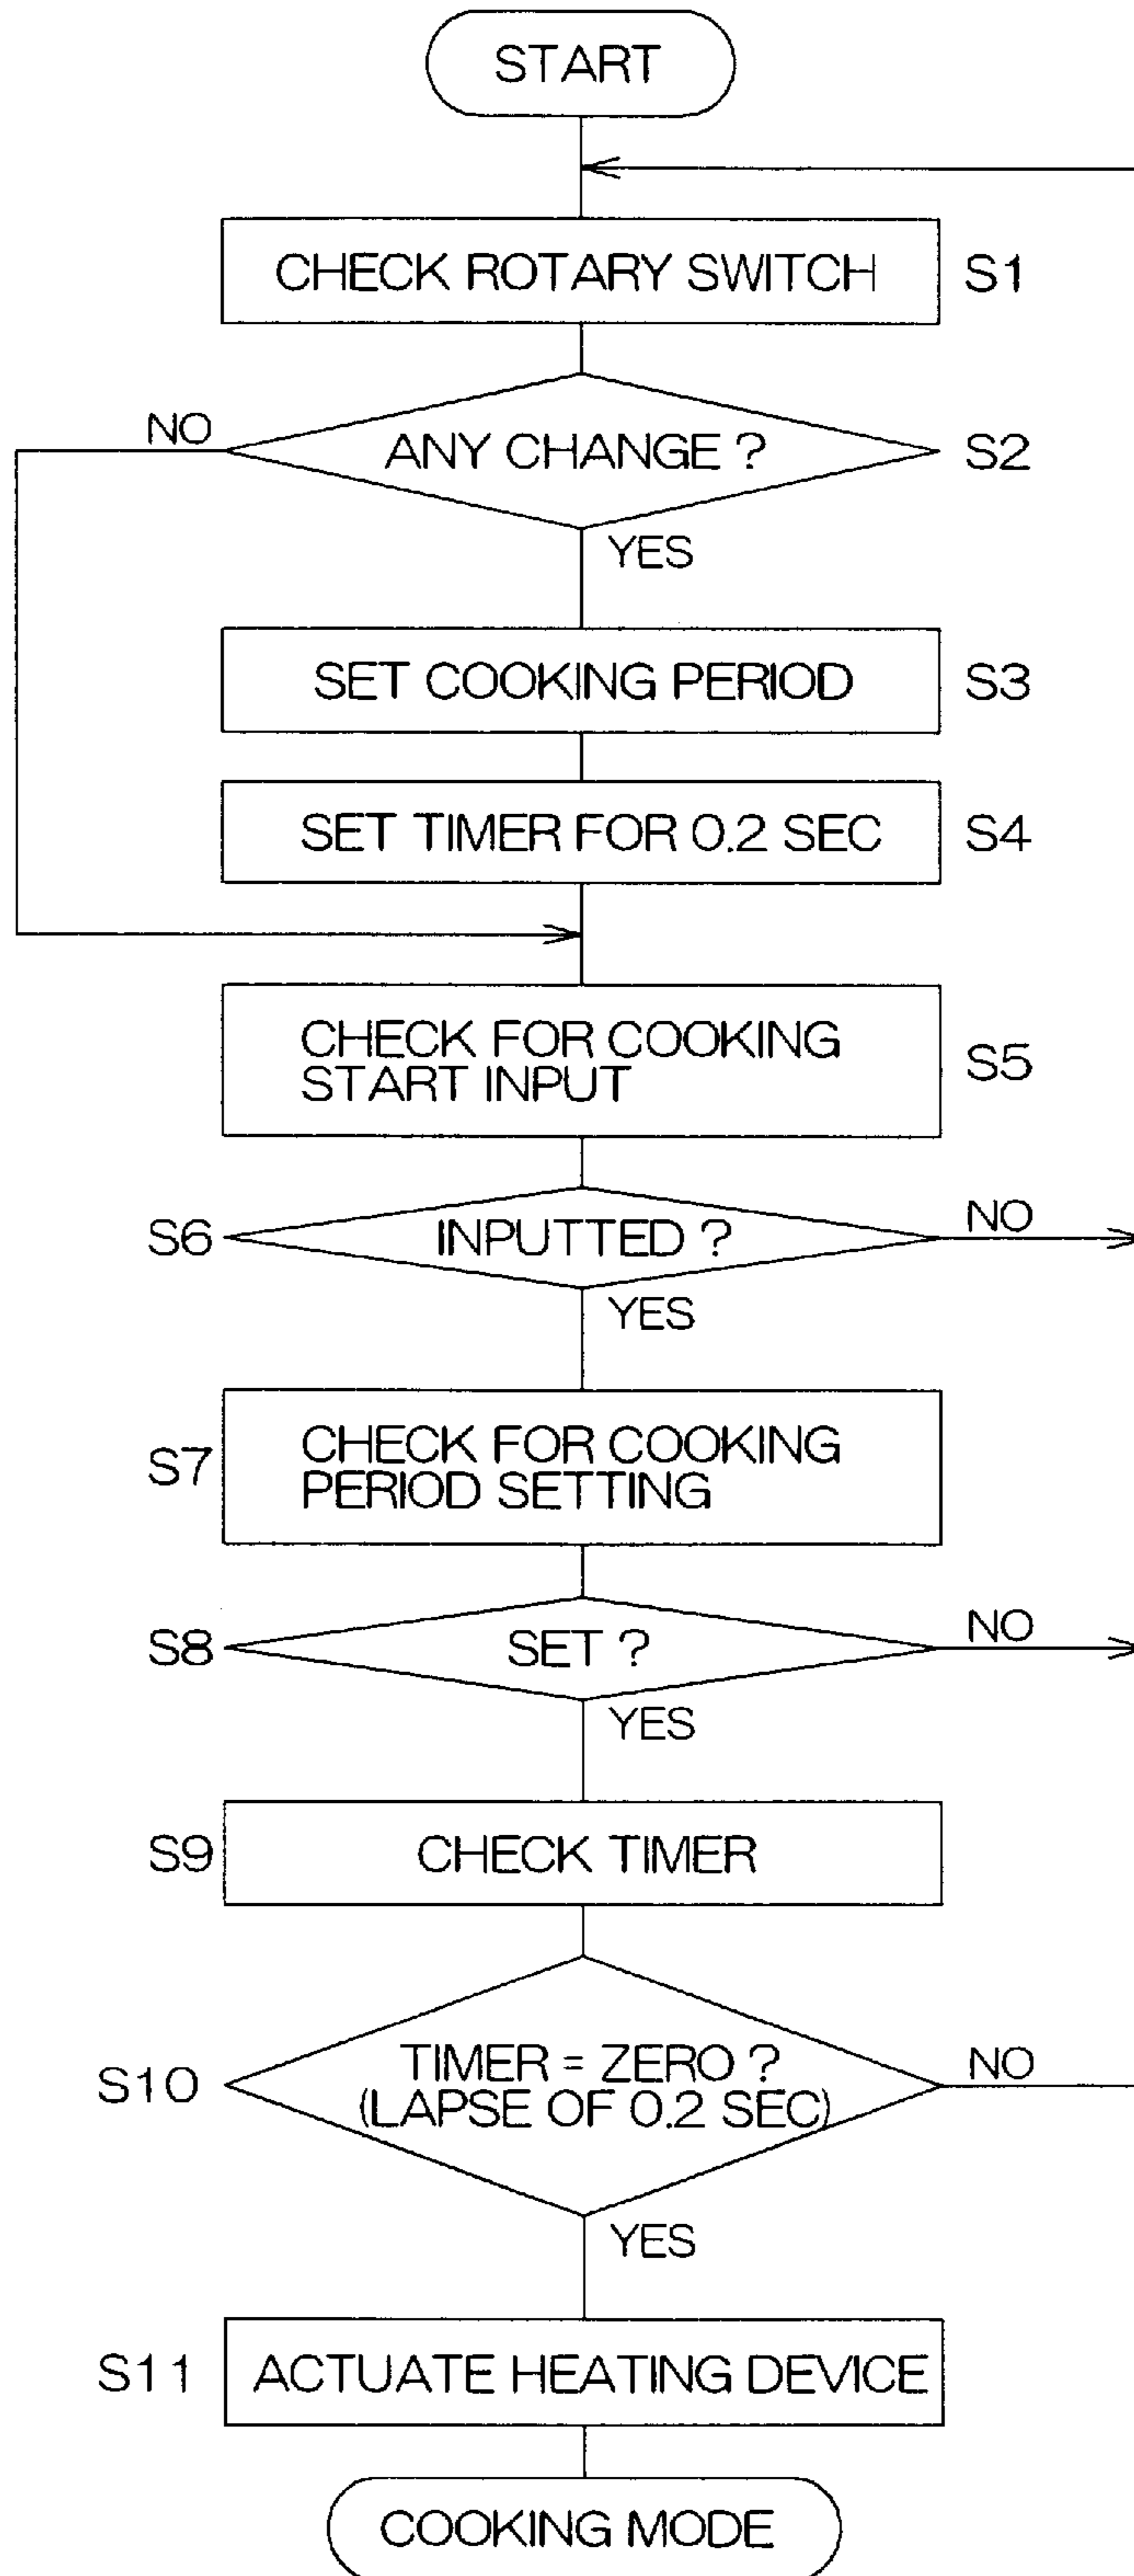 START
CHECK ROTARY SWITCH S1
NO
ANY CHANGE ? S2
YES
SET COOKING PERIOD S3
SET TIMER FOR 0.2 SEC S4
CHECK FOR COOKING
START INPUT
S5
S6 INPUTTED ? NO
YES
S7
CHECK FOR COOKING
PERIOD SETTING
S8 SET ? NO
YES
S9 CHECK TIMER
S10
TIMER = ZERO ?
(LAPSE OF 0.2 SEC)
NO
YES
S11 ACTUATE HEATING DEVICE
COOKING MODE